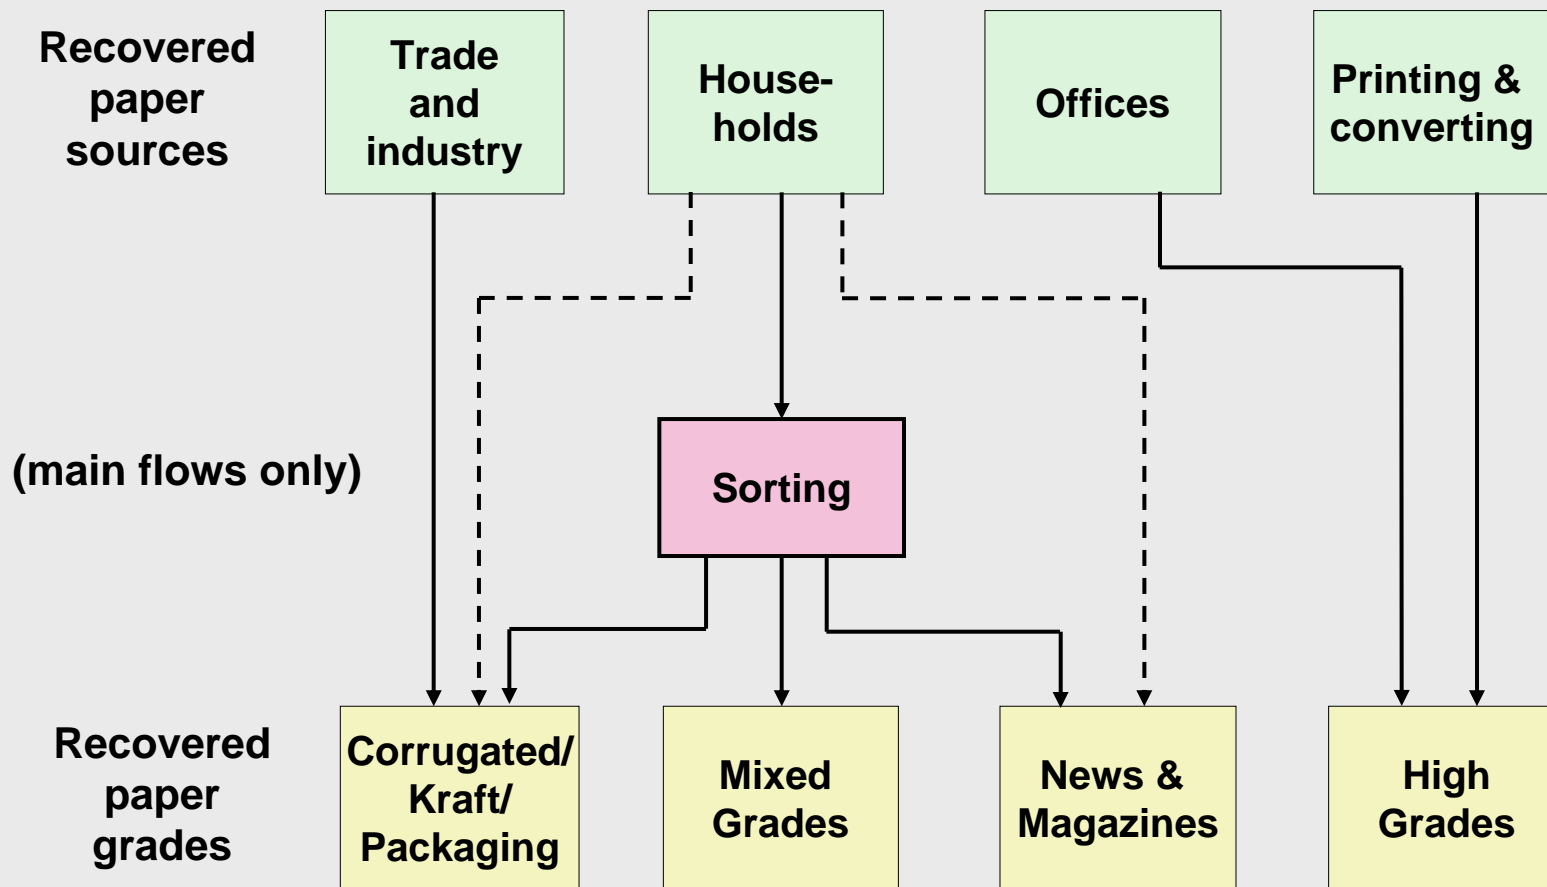 Recovered
paper
sources
Trade
and
industry
House-
holds
Offices
Printing &
converting
(main flows only)
Sorting
Recovered
paper
grades
Corrugated/
Kraft/
Packaging
Mixed
Grades
News &
Magazines
High
Grades